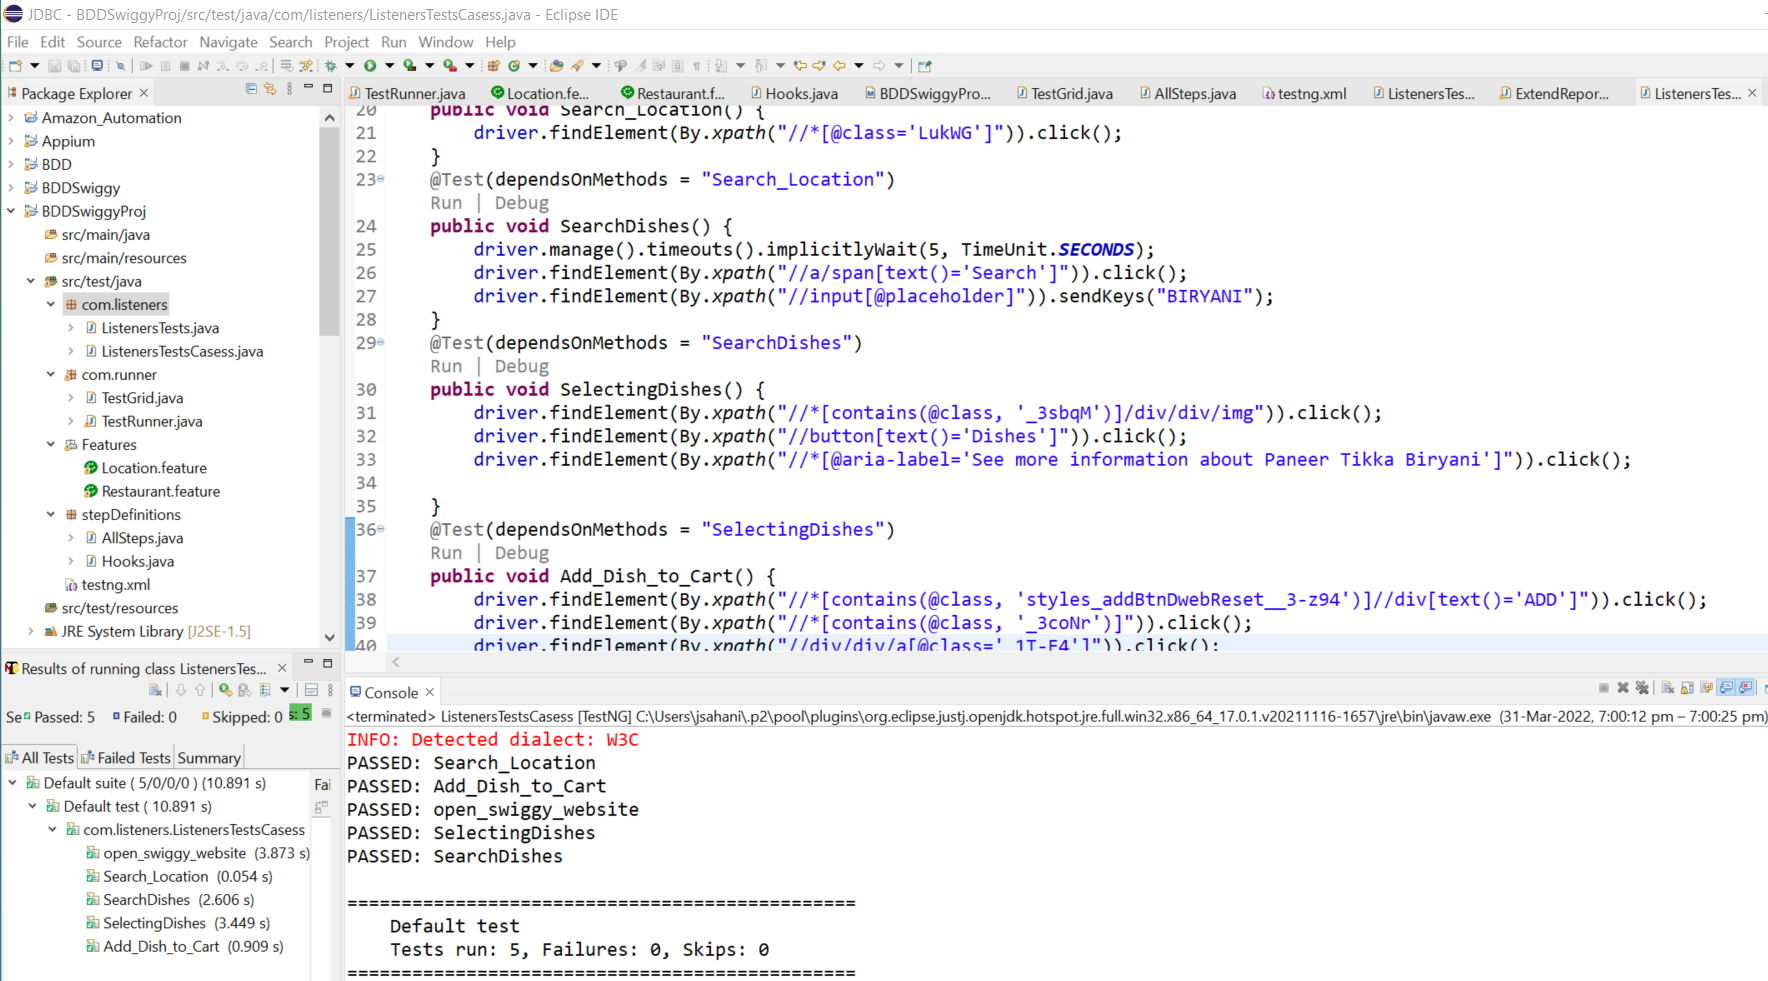 JDBC - BDDSwiggyProj/src/test/java/com/listeners/ListenersTestsCasess.java - Eclipse IDE
File Edit Source Refactor Navigate Search Project Run Window Help
Package Explorer
Amazon_Automation
Appium
BDD
BDDSwiggy
BDDSwiggyProj
src/main/java
src/main/resources
src/test/java
com.listeners
ListenersTests.java
ListenersTestsCasess.java
com.runner
TestGrid.java
TestRunner.java
Features
Location.feature
Restaurant.feature
stepDefinitions
AllSteps.java
Hooks.java
testng.xml
src/test/resources
JRE System Library [J2SE-1.5]
TestRunner.java Location.fe... Restaurant.f... Hooks.java BDDSwiggyPro... TestGrid.java AllSteps.java testng.xml ListenersTes... ExtendRepor... ListenersTes...
20 public void Search_Location() {
21 driver.findElement(By.xpath("//*[@class='LukWG']")).click();
22 }
23 @Test(dependsOnMethods = "Search_Location")
Run | Debug
24 public void SearchDishes() {
25 driver.manage().timeouts().implicitlyWait(5, TimeUnit.SECONDS);
26 driver.findElement(By.xpath("//a/span[text()='Search']")).click();
27 driver.findElement(By.xpath("//input[@placeholder]")).sendKeys("BIRYANI");
28 }
29 @Test(dependsOnMethods = "SearchDishes")
Run | Debug
30 public void SelectingDishes() {
31 driver.findElement(By.xpath("//*[contains(@class, '_3sbqM')]/div/div/img")).click();
32 driver.findElement(By.xpath("//button[text()='Dishes']")).click();
33 driver.findElement(By.xpath("//*[@aria-label='See more information about Paneer Tikka Biryani']")).click();
34
35 }
36 @Test(dependsOnMethods = "SelectingDishes")
Run | Debug
37 public void Add_Dish_to_Cart() {
38 driver.findElement(By.xpath("//*[contains(@class, 'styles_addBtnDwebReset__3-z94')]//div[text()='ADD']")).click();
39 driver.findElement(By.xpath("//*[contains(@class, '_3coNr')]")).click();
40 driver.findElement(By.xpath("//div/div/a[@class='_1T-E4']")).click();
Results of running class ListenersTes...
Se Passed: 5 Failed: 0 Skipped: 0 s: 5
All Tests Failed Tests Summary
Default suite ( 5/0/0/0 ) (10.891 s)
Fai
Default test ( 10.891 s)
com.listeners.ListenersTestsCasess
open_swiggy_website (3.873 s)
Search_Location (0.054 s)
SearchDishes (2.606 s)
SelectingDishes (3.449 s)
Add_Dish_to_Cart (0.909 s)
Console
<terminated> ListenersTestsCasess [TestNG] C:\Users\jsahani\.p2\pool\plugins\org.eclipse.justj.openjdk.hotspot.jre.full.win32.x86_64_17.0.1.v20211116-1657\jre\bin\javaw.exe (31-Mar-2022, 7:00:12 pm – 7:00:25 pm)
INFO: Detected dialect: W3C
PASSED: Search_Location
PASSED: Add_Dish_to_Cart
PASSED: open_swiggy_website
PASSED: SelectingDishes
PASSED: SearchDishes
===============================================
Default test
Tests run: 5, Failures: 0, Skips: 0
===============================================